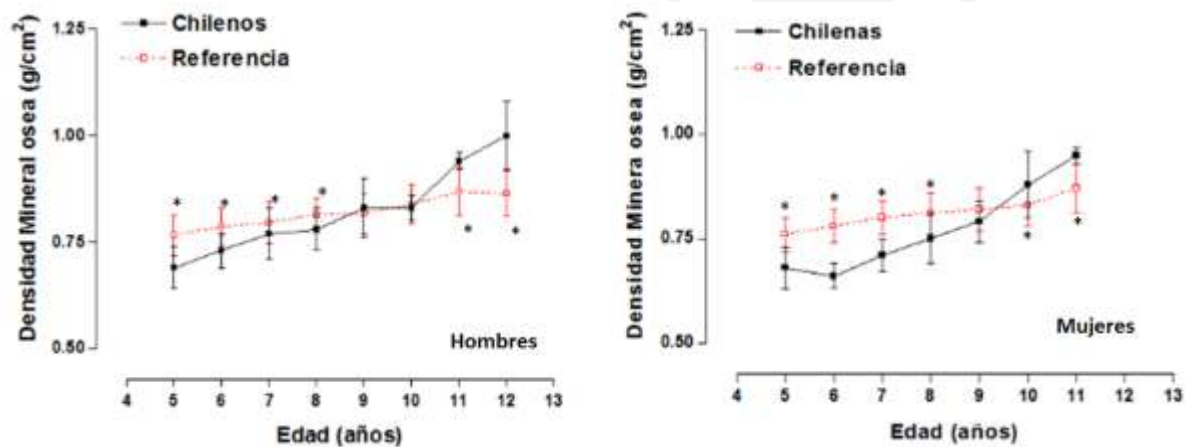 Chilenos
Referencia
Densidad Mineral osea (g/cm²)
1.25
1.00
0.75
0.50
* * * * * *
Hombres
4 5 6 7 8 9 10 11 12 13
Edad (años)
Chilenas
Referencia
Densidad Minera osea (g/cm²)
1.25
1.00
0.75
0.50
* * * * * *
Mujeres
4 5 6 7 8 9 10 11 12 13
Edad (años)